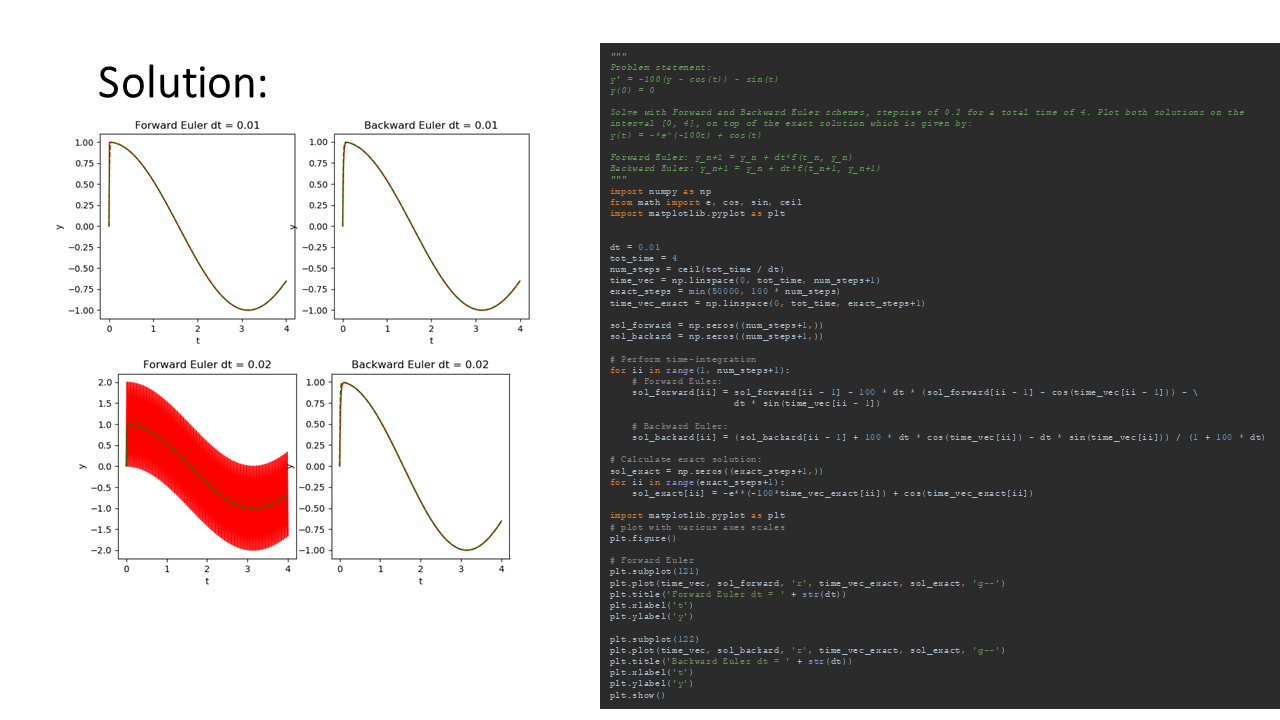 Solution:
Forward Euler dt = 0.01
1.00
0.75
0.50
0.25
0.00
−0.25
−0.50
−0.75
−1.00
y
0
1
2
3
4
t
Backward Euler dt = 0.01
1.00
0.75
0.50
0.25
0.00
−0.25
−0.50
−0.75
−1.00
y
0
1
2
3
4
t
Forward Euler dt = 0.02
2.0
1.5
1.0
0.5
0.0
−0.5
−1.0
−1.5
−2.0
y
0
1
2
3
4
t
Backward Euler dt = 0.02
1.00
0.75
0.50
0.25
0.00
−0.25
−0.50
−0.75
−1.00
y
0
1
2
3
4
t
"""
Problem statement:
y' = -100(y - cos(t)) - sin(t)
y(0) = 0
Solve with Forward and Backward Euler schemes, stepsise of 0.2 for a total time of 4. Plot both solutions on the
interval [0, 4], on top of the exact solution which is given by:
y(t) = -*e^(-100t) + cos(t)
Forward Euler: y_n+1 = y_n + dt*f(t_n, y_n)
Backward Euler: y_n+1 = y_n + dt*f(t_n+1, y_n+1)
"""
import numpy as np
from math import e, cos, sin, ceil
import matplotlib.pyplot as plt
dt = 0.01
tot_time = 4
num_steps = ceil(tot_time / dt)
time_vec = np.linspace(0, tot_time, num_steps+1)
exact_steps = min(50000, 100 * num_steps)
time_vec_exact = np.linspace(0, tot_time, exact_steps+1)
sol_forward = np.zeros((num_steps+1,))
sol_backard = np.zeros((num_steps+1,))
# Perform time-integration
for ii in range(1, num_steps+1):
# Forward Euler:
sol_forward[ii] = sol_forward[ii - 1] - 100 * dt * (sol_forward[ii - 1] - cos(time_vec[ii - 1])) - \
dt * sin(time_vec[ii - 1])
# Backward Euler:
sol_backard[ii] = (sol_backard[ii - 1] + 100 * dt * cos(time_vec[ii]) - dt * sin(time_vec[ii])) / (1 + 100 * dt)
# Calculate exact solution:
sol_exact = np.zeros((exact_steps+1,))
for ii in range(exact_steps+1):
sol_exact[ii] = -e**(-100*time_vec_exact[ii]) + cos(time_vec_exact[ii])
import matplotlib.pyplot as plt
# plot with various axes scales
plt.figure()
# Forward Euler
plt.subplot(121)
plt.plot(time_vec, sol_forward, 'r', time_vec_exact, sol_exact, 'g--')
plt.title('Forward Euler dt = ' + str(dt))
plt.xlabel('t')
plt.ylabel('y')
plt.subplot(122)
plt.plot(time_vec, sol_backard, 'r', time_vec_exact, sol_exact, 'g--')
plt.title('Backward Euler dt = ' + str(dt))
plt.xlabel('t')
plt.ylabel('y')
plt.show()